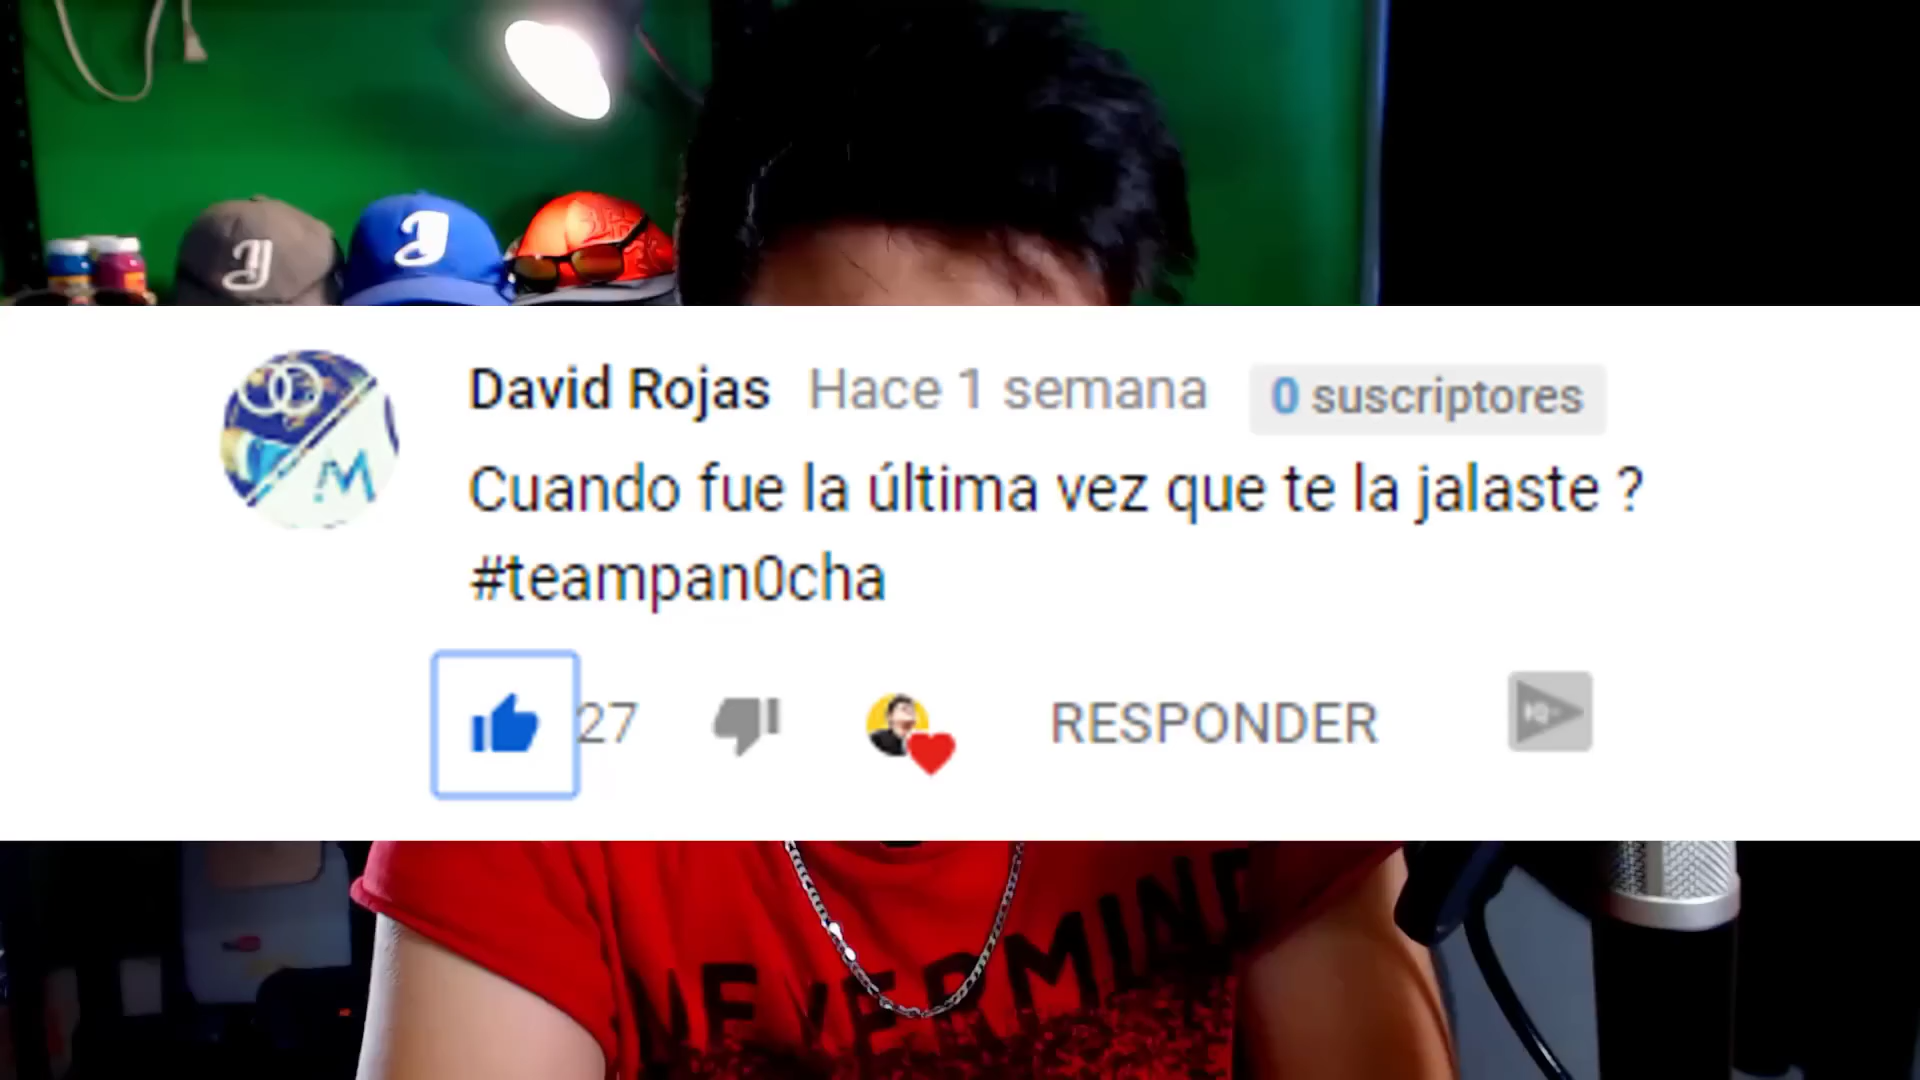 David Rojas Hace 1 semana 0 suscriptores
Cuando fue la última vez que te la jalaste ?
#teampan0cha
27 RESPONDER
NEVERMIND